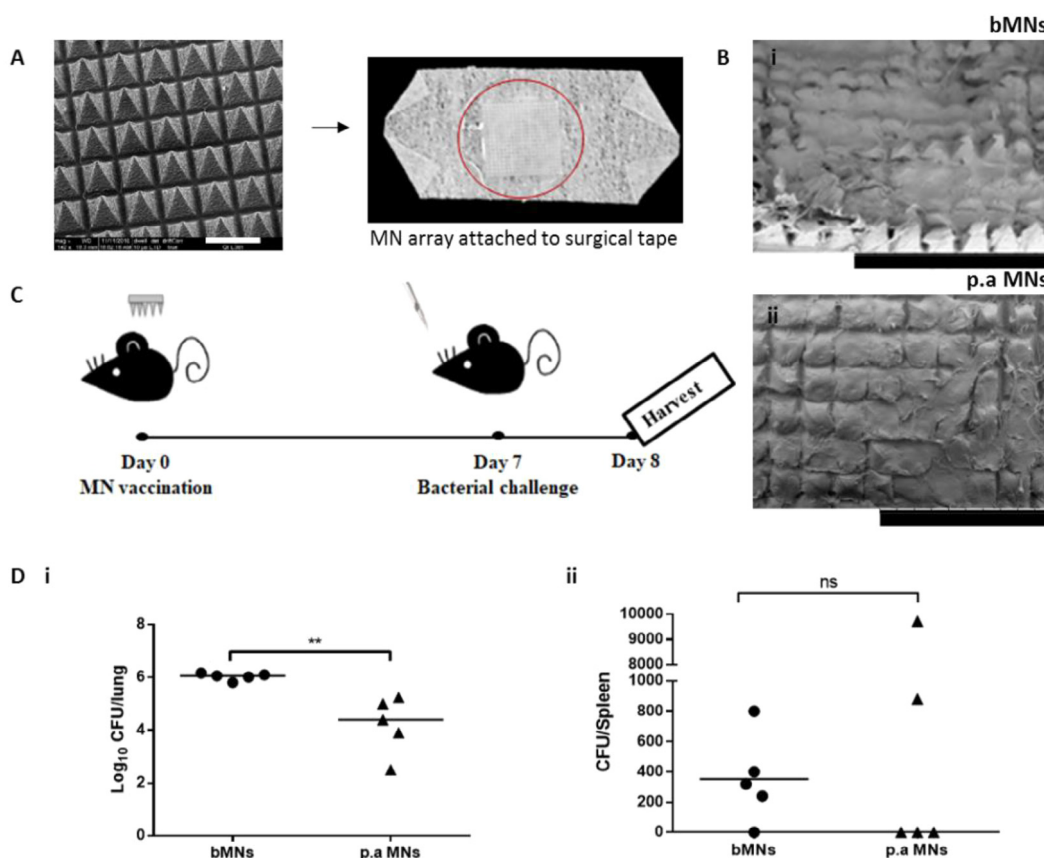 A
MN array attached to surgical tape
bMNs
B
i
p.a MNs
ii
C
Day 0
MN vaccination
Day 7
Bacterial challenge
Day 8
Harvest
D
i
Log10 CFU/lung
8
6
4
2
0
**
bMNs
p.a MNs
ii
CFU/Spleen
10000
9000
8000
1000
800
600
400
200
0
ns
bMNs
p.a MNs